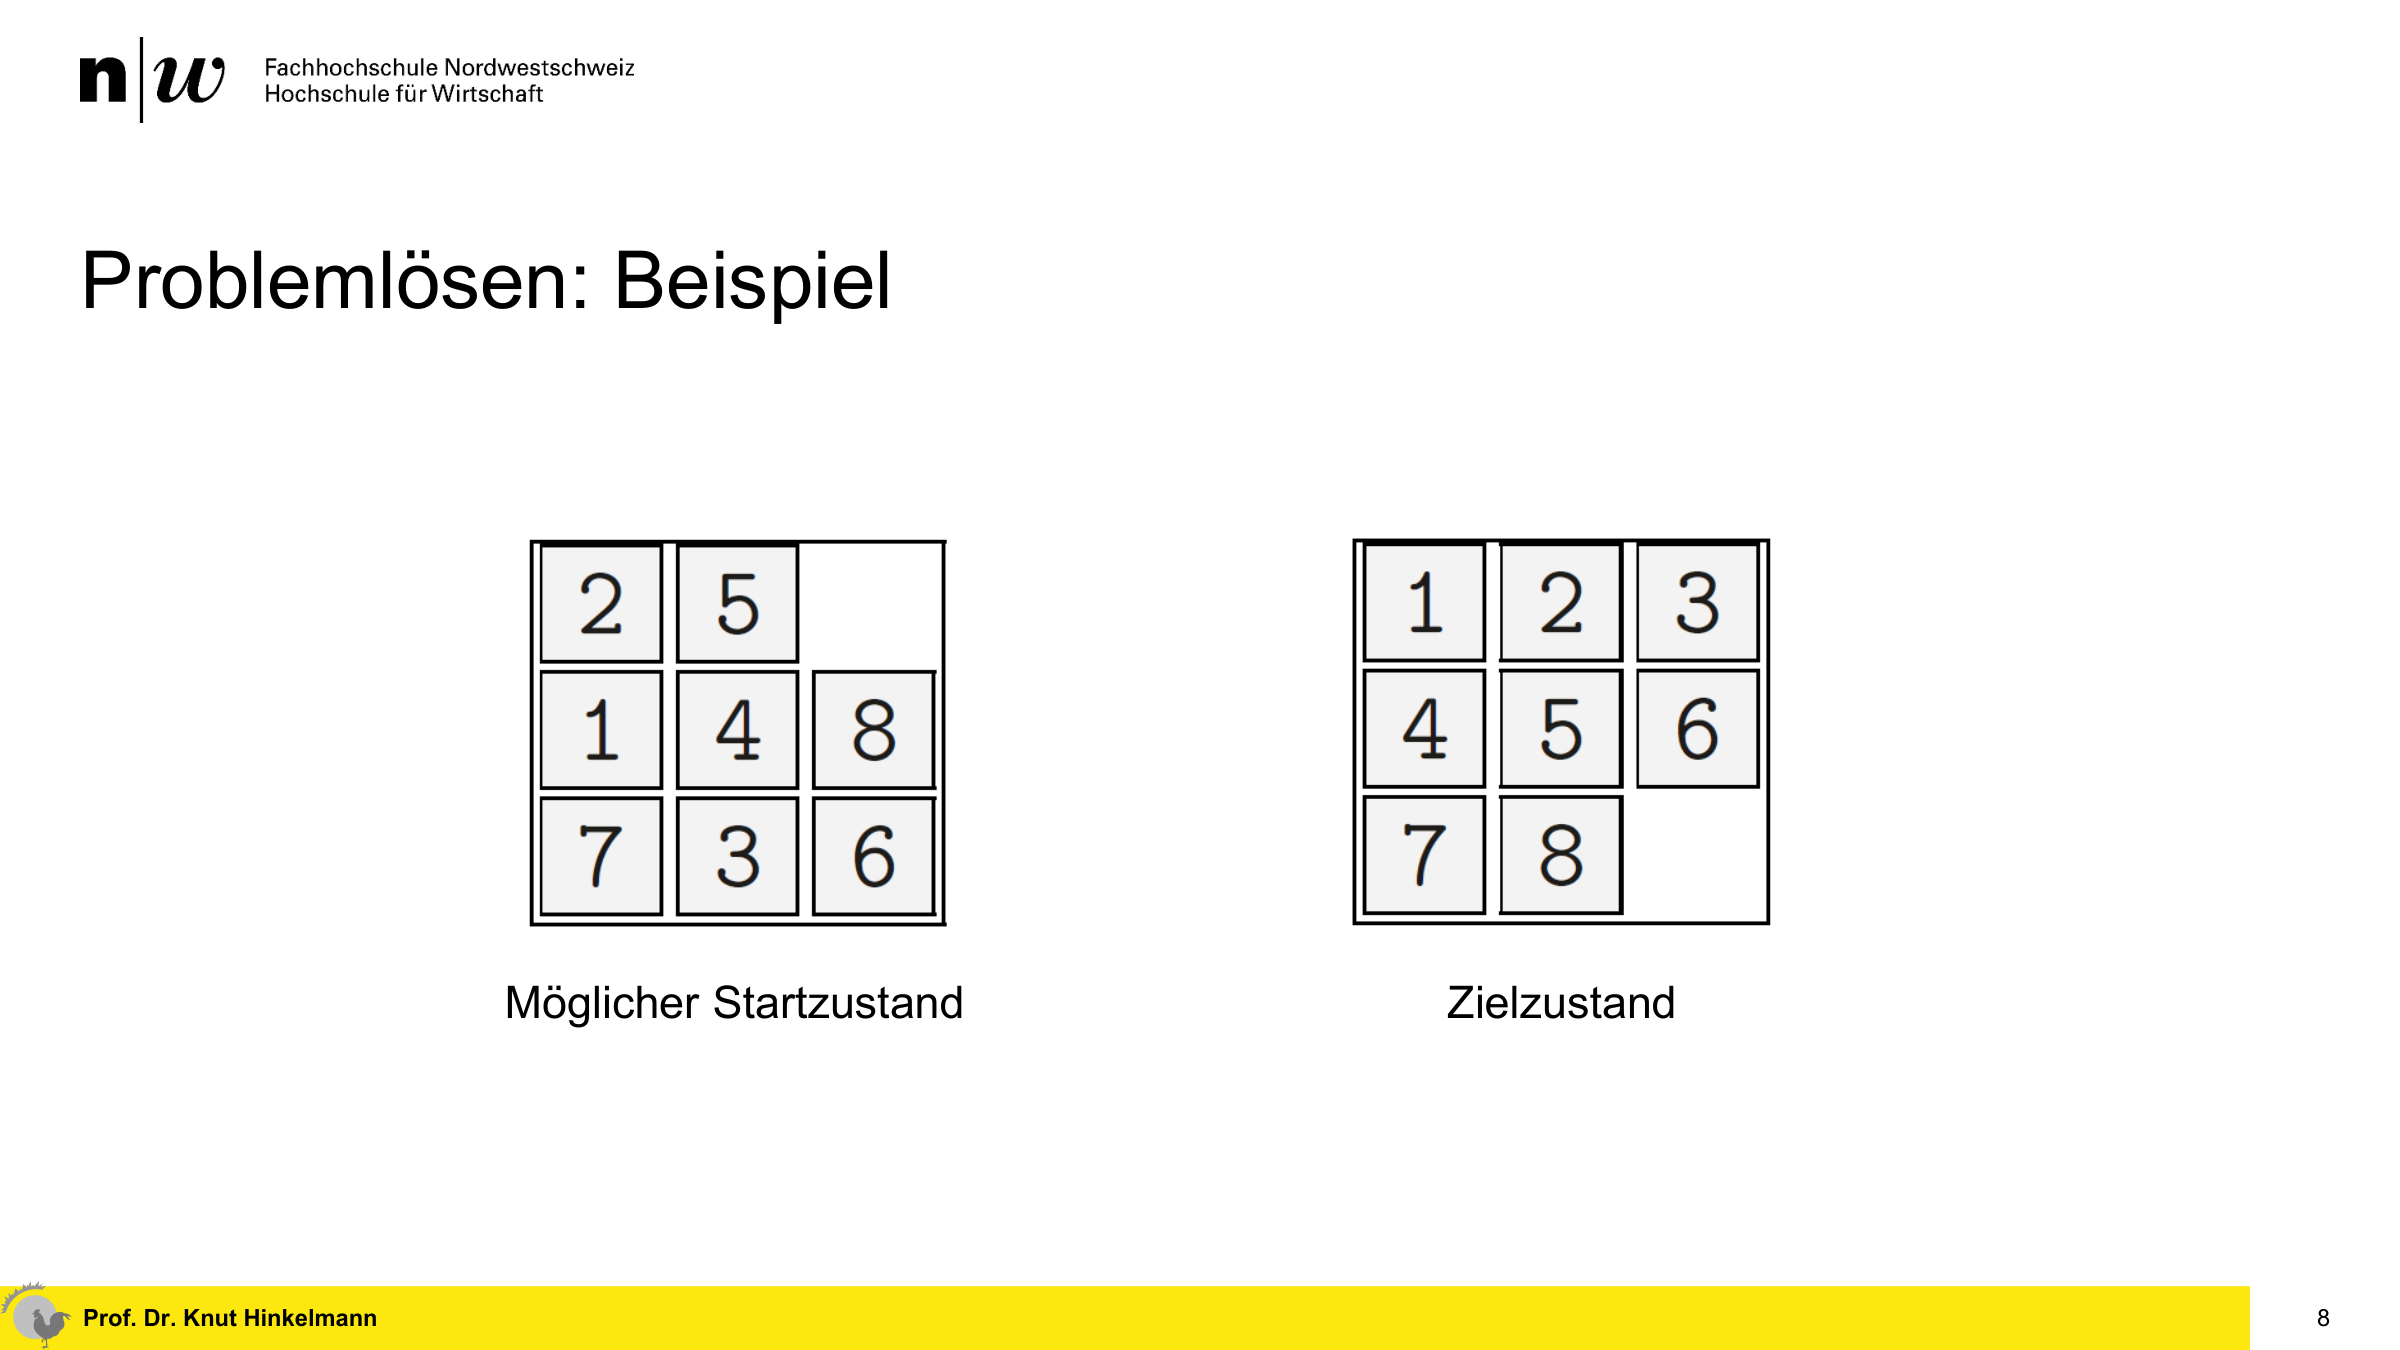 n|w Fachhochschule Nordwestschweiz
Hochschule für Wirtschaft
Problemlösen: Beispiel
2 5
1 4 8
7 3 6
Möglicher Startzustand
1 2 3
4 5 6
7 8
Zielzustand
Prof. Dr. Knut Hinkelmann
8